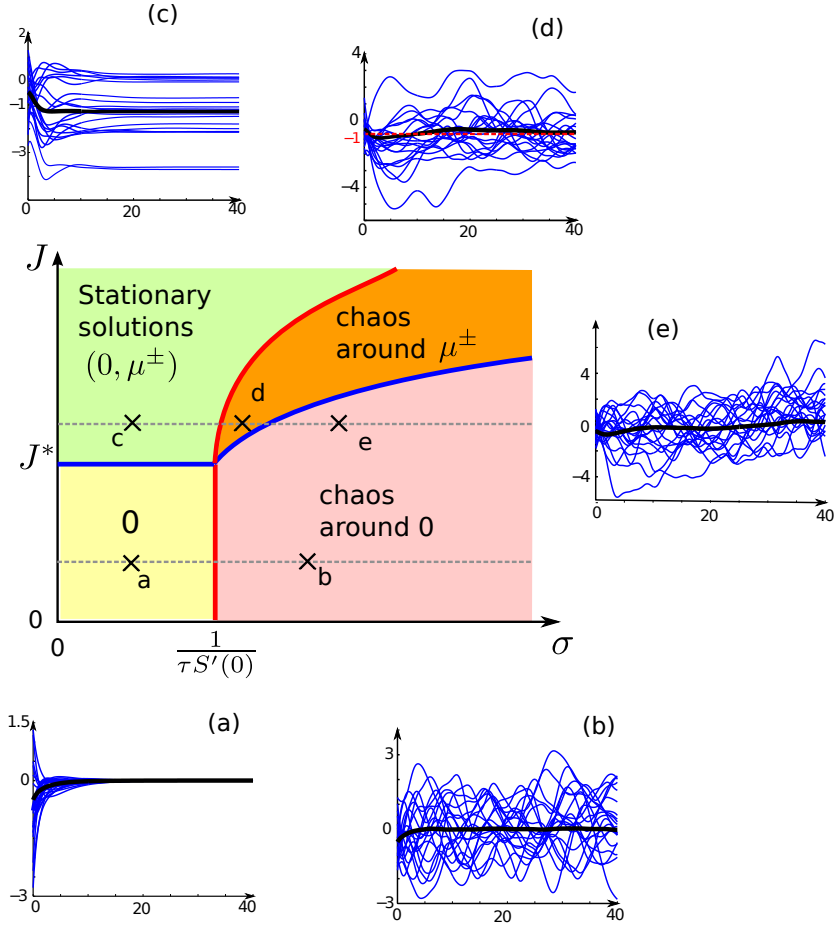 (c)
2
0
−1
−3
0
20
40
(d)
4
0
−1
−4
0
20
40
J
Stationary
solutions
(0, μ±)
chaos
around μ±
d
c
e
J*
chaos
around 0
0
a
b
0
0
1
τS′(0)
σ
(e)
4
0
−4
0
20
40
(a)
1.5
0
−3
0
20
40
(b)
3
0
−3
0
20
40